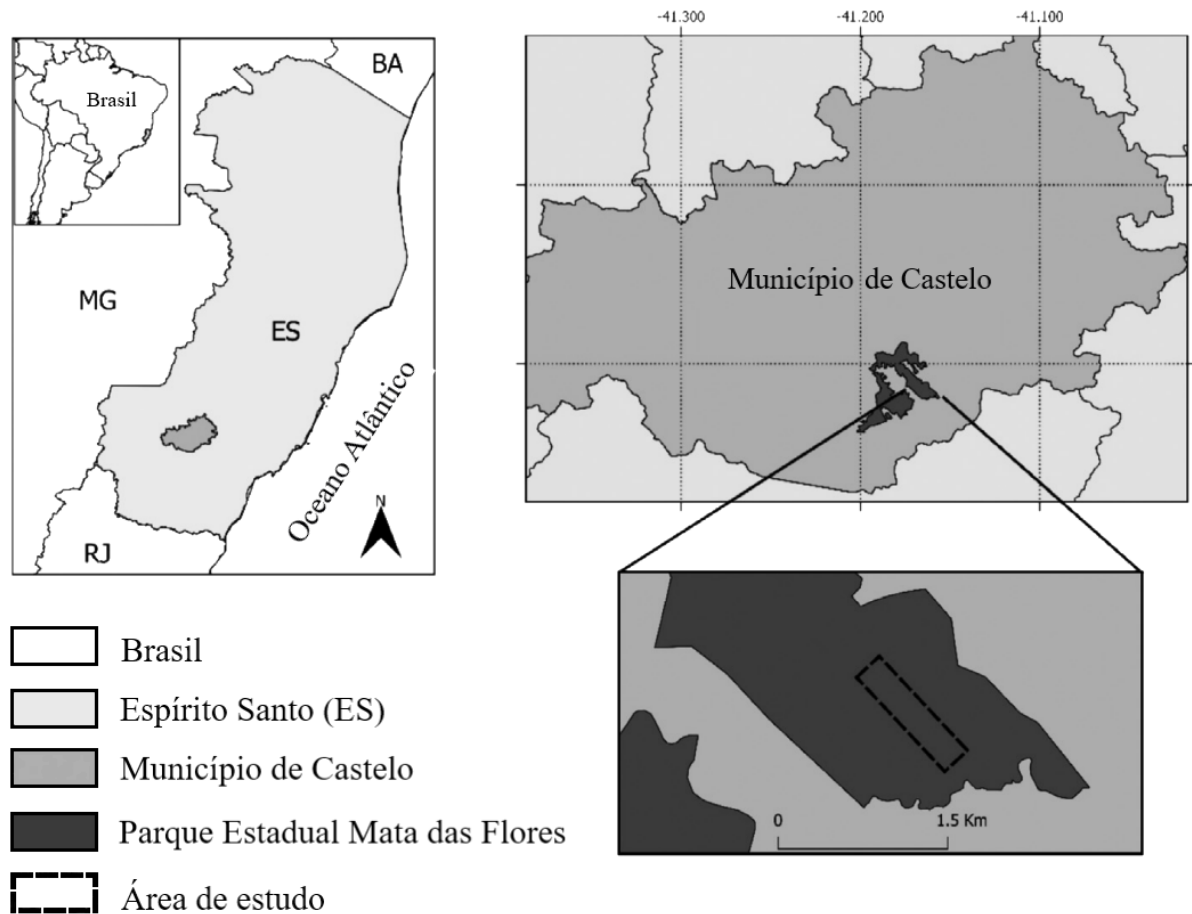 -41.300 -41.200 -41.100
Brasil
BA
MG
ES
Oceano Atlântico
N
RJ
Município de Castelo
Brasil
Espírito Santo (ES)
Município de Castelo
Parque Estadual Mata das Flores
Área de estudo
0 1.5 Km